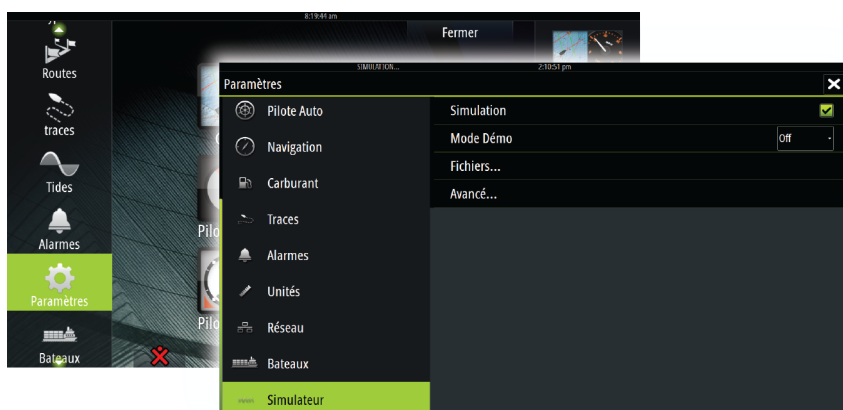 8:19:44 am
Fermer
Routes
traces
Tides
Alarmes
Paramètres
Bateaux
Pilo
Pilo
SIMULATION...
2:10:51 pm
Paramètres
Pilote Auto
Navigation
Carburant
Traces
Alarmes
Unités
Réseau
Bateaux
Simulateur
Simulation
Mode Démo
Off
Fichiers...
Avancé...